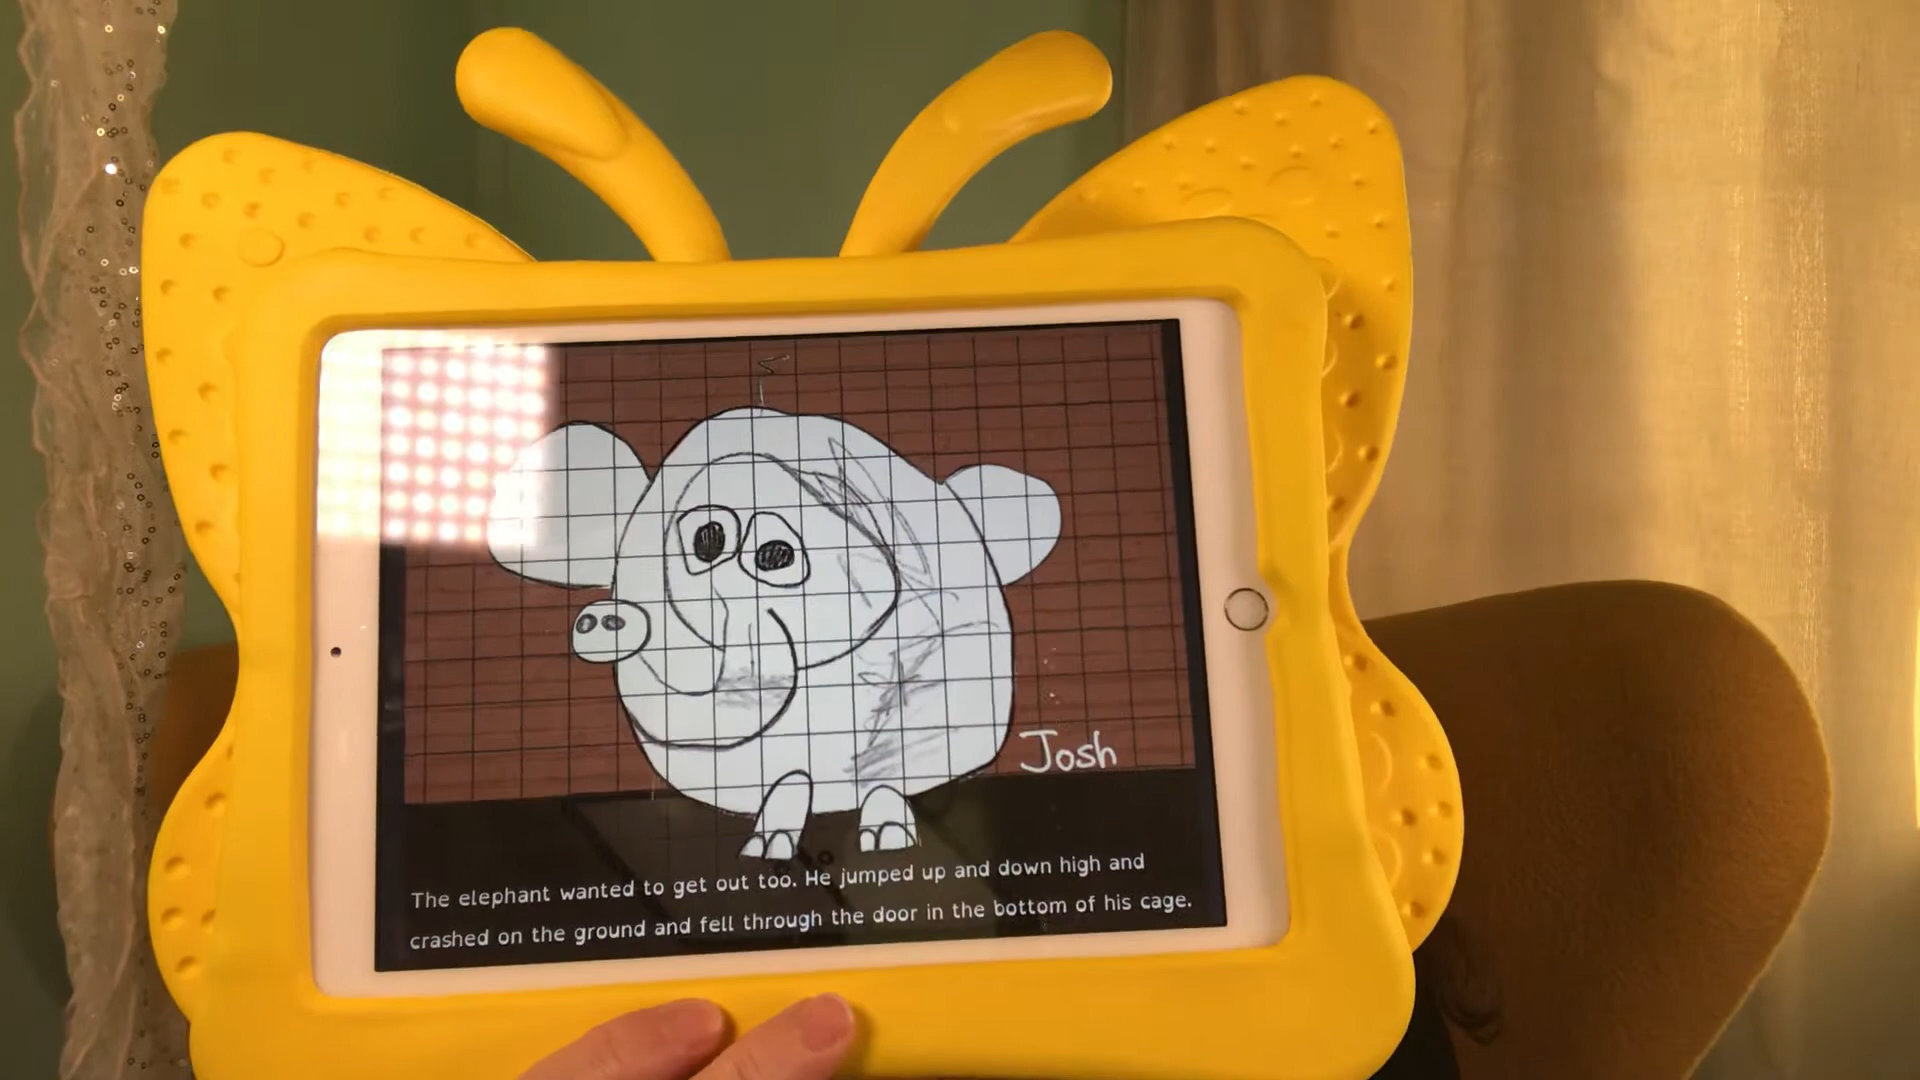 Josh
The elephant wanted to get out too. He jumped up and down high and
crashed on the ground and fell through the door in the bottom of his cage.